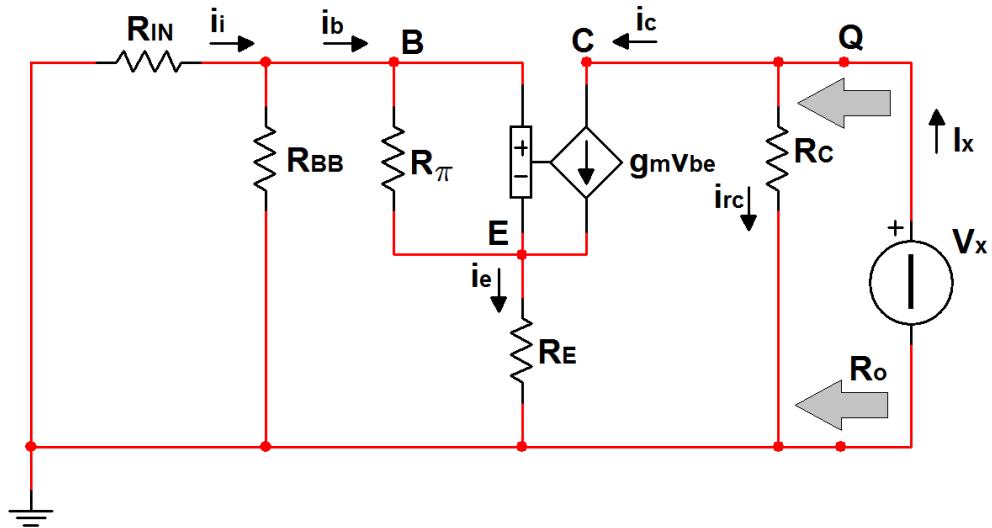 RIN
ii
ib
B
C
ic
Q
RBB
Rπ
+
−
gmvbe
RC
Ix
irc
E
+
Vx
ie
RE
Ro